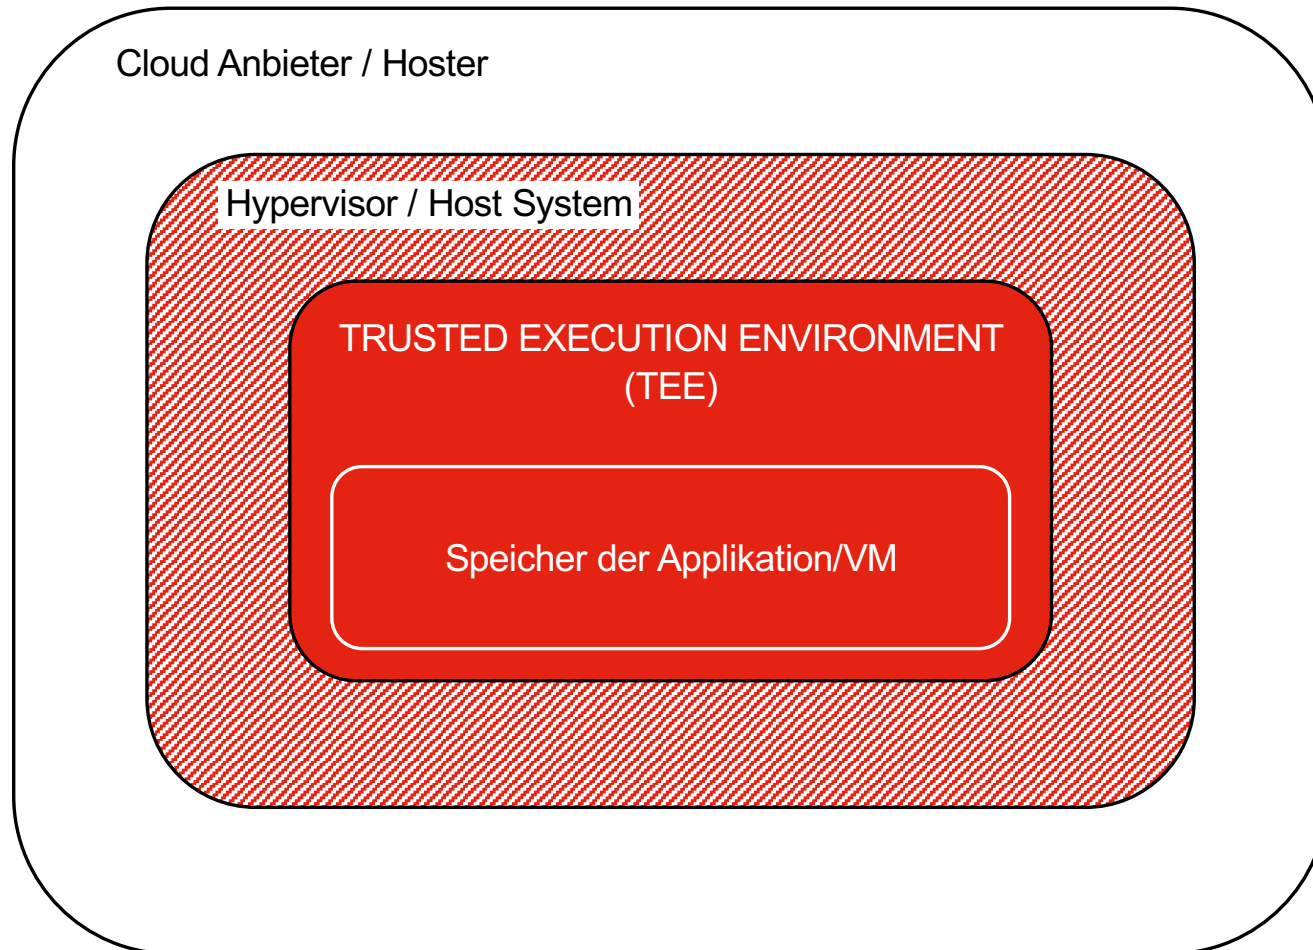 Cloud Anbieter / Hoster
Hypervisor / Host System
TRUSTED EXECUTION ENVIRONMENT
(TEE)
Speicher der Applikation/VM